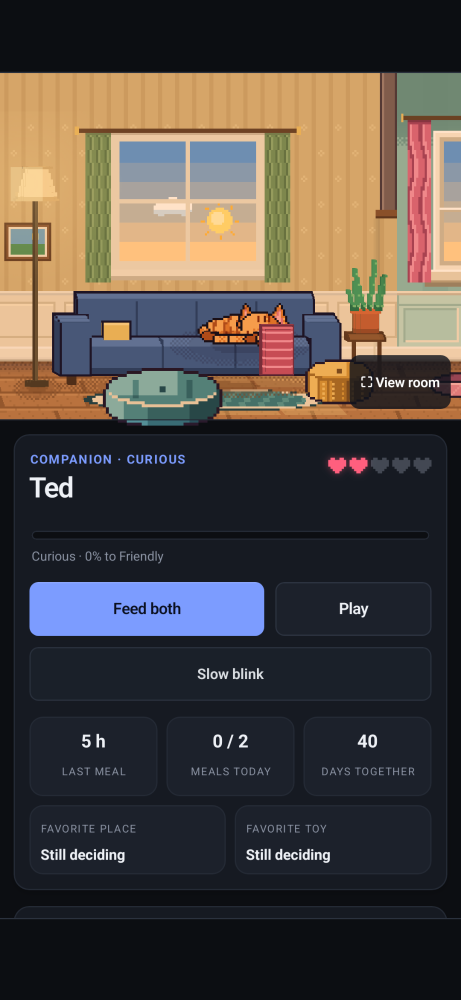 View room
COMPANION · CURIOUS
Ted
Curious · 0% to Friendly
Feed both
Play
Slow blink
5 h
LAST MEAL
0 / 2
MEALS TODAY
40
DAYS TOGETHER
FAVORITE PLACE
Still deciding
FAVORITE TOY
Still deciding